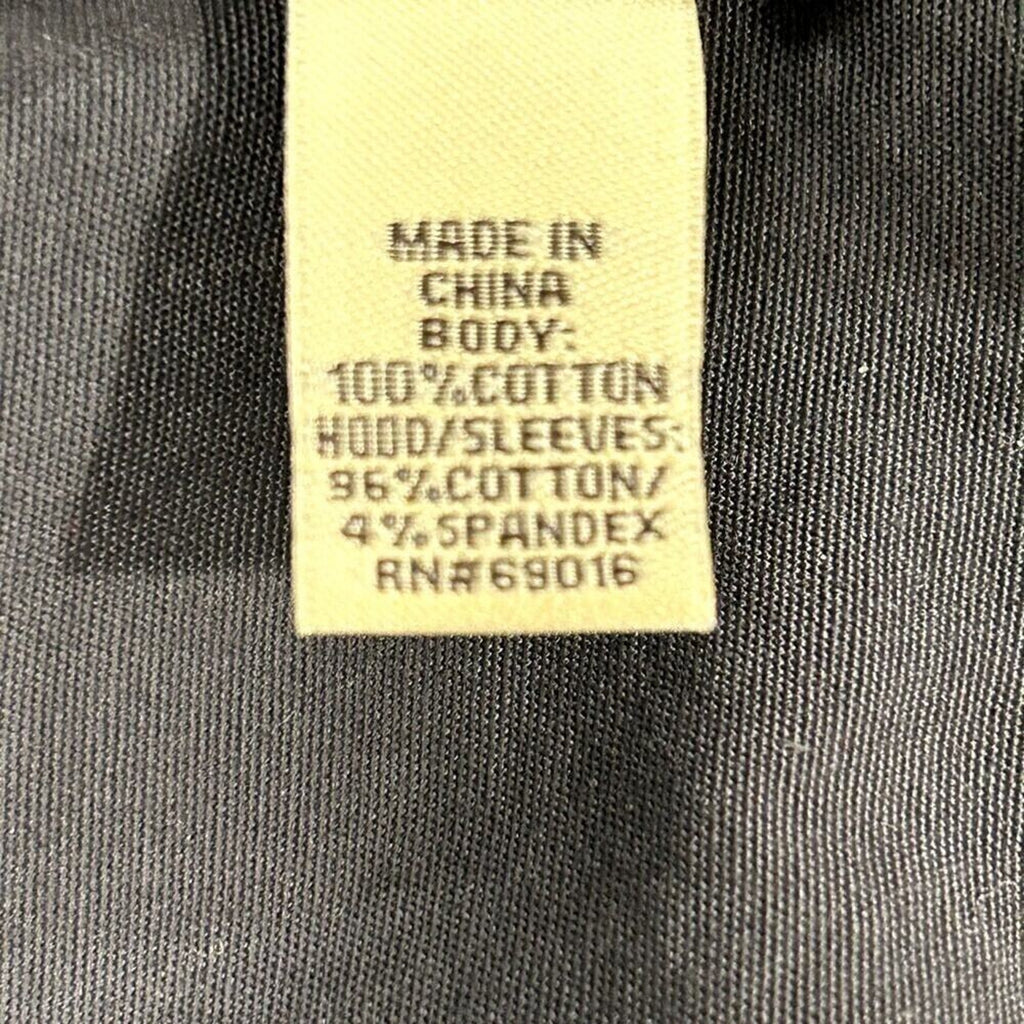 MADE IN
CHINA
BODY:
100%COTTON
HOOD/SLEEVES:
96%COTTON/
4%SPANDEX
RN#69016